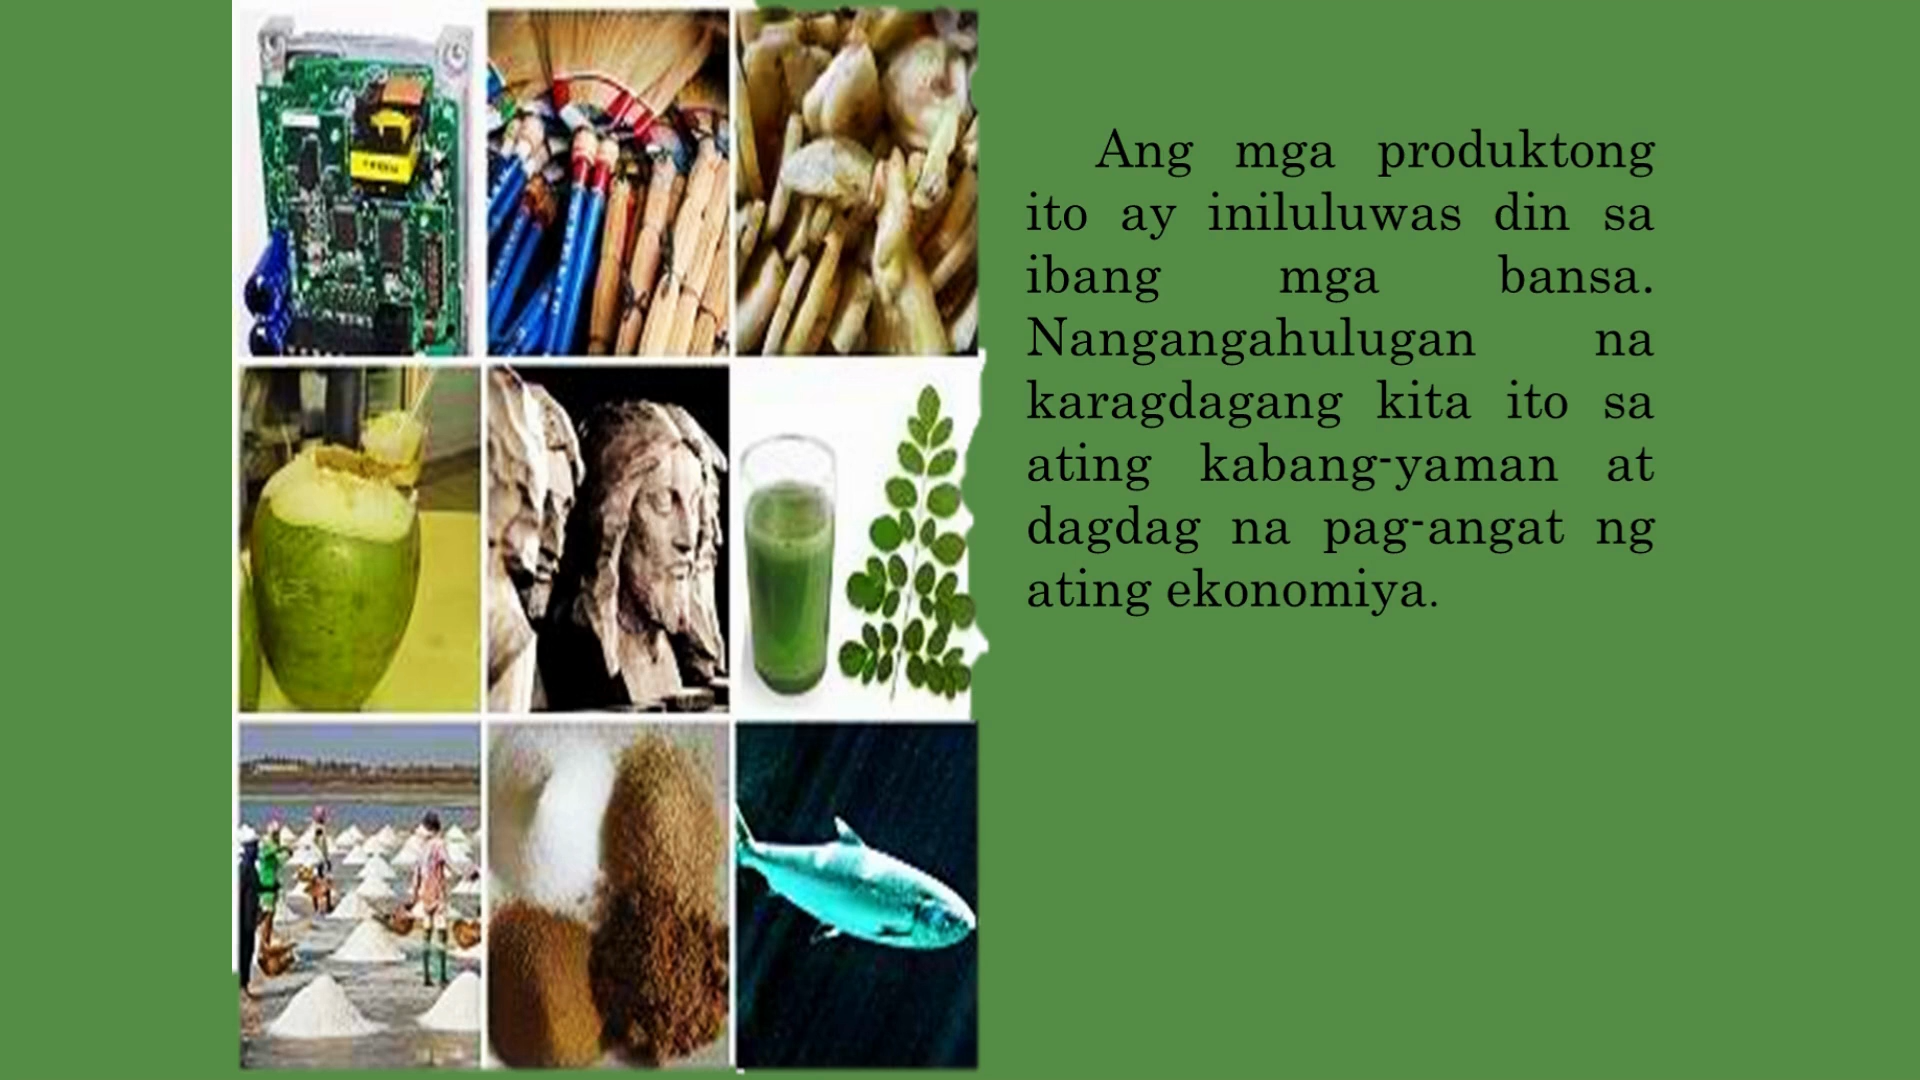 Ang mga produktong
ito ay iniluluwas din sa
ibang mga bansa.
Nangangahulugan na
karagdagang kita ito sa
ating kabang-yaman at
dagdag na pag-angat ng
ating ekonomiya.